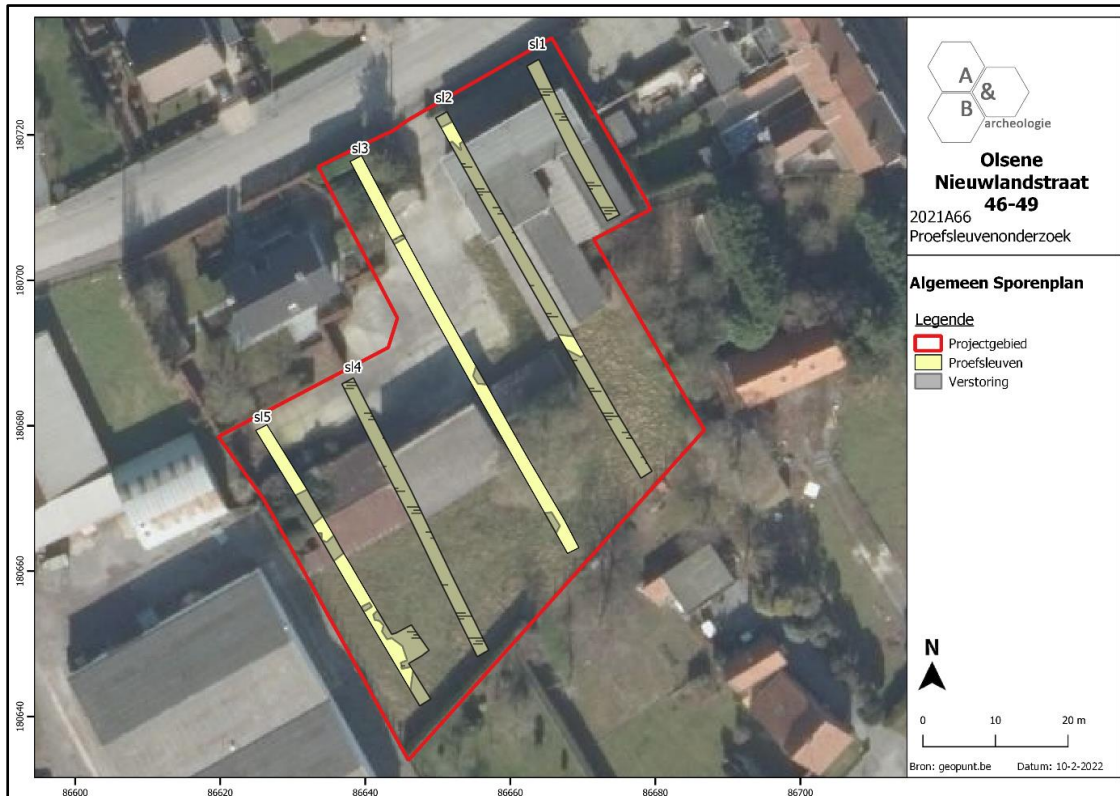 sl1
sl2
sl3
sl4
sl5
180720
180700
180680
180660
180640
86600
86620
86640
86660
86680
86700
A
&
B
archeologie
Olsene
Nieuwlandstraat
46-49
2021A66
Proefsleuvenonderzoek
Algemeen Sporenplan
Legende
Projectgebied
Proefsleuven
Verstoring
N
0 10 20 m
Bron: geopunt.be Datum: 10-2-2022